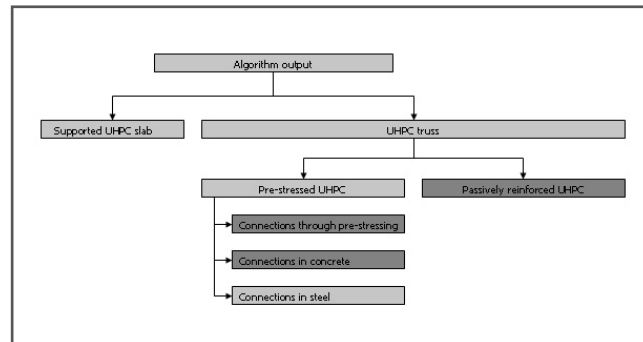 Algorithm output
Supported UHPC slab
UHPC truss
Pre-stressed UHPC
Passively reinforced UHPC
Connections through pre-stressing
Connections in concrete
Connections in steel